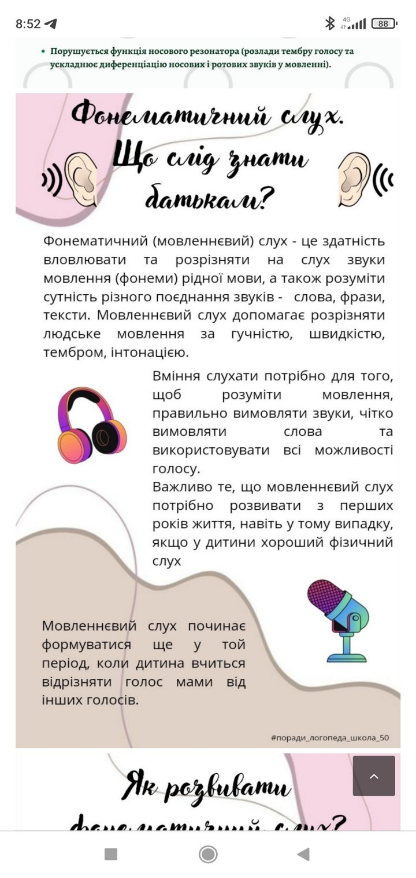 8:52
4G
88
• Порушується функція носового резонатора (розлади тембру голосу та
ускладнює диференціацію носових і ротових звуків у мовленні).
Фонематичний слух.
Що слід знати
батькам?
Фонематичний (мовленнєвий) слух - це здатність
вловлювати та розрізняти на слух звуки
мовлення (фонеми) рідної мови, а також розуміти
сутність різного поєднання звуків - слова, фрази,
тексти. Мовленнєвий слух допомагає розрізняти
людське мовлення за гучністю, швидкістю,
тембром, інтонацією.
Вміння слухати потрібно для того,
щоб розуміти мовлення,
правильно вимовляти звуки, чітко
вимовляти слова та
використовувати всі можливості
голосу.
Важливо те, що мовленнєвий слух
потрібно розвивати з перших
років життя, навіть у тому випадку,
якщо у дитини хороший фізичний
слух
Мовленнєвий слух починає
формуватися ще у той
період, коли дитина вчиться
відрізняти голос мами від
інших голосів.
#поради_логопеда_школа_50
Як розвивати
фонематичний слух?